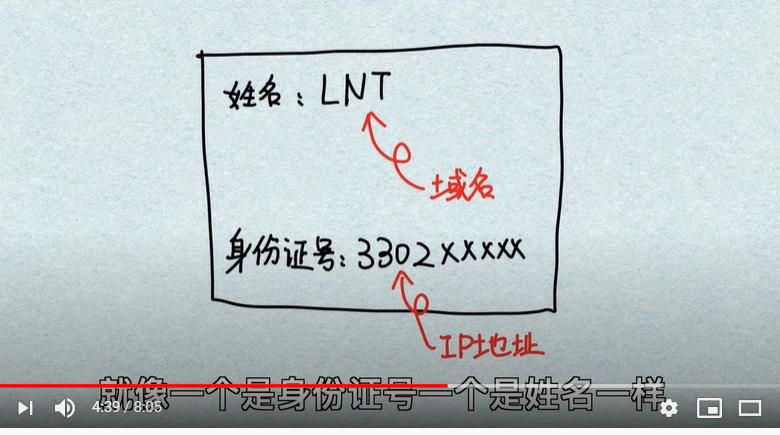 姓名：LNT
域名
身份证号：3302xxxxx
IP地址
就像一个是身份证号一个是姓名一样
4:39 / 8:05